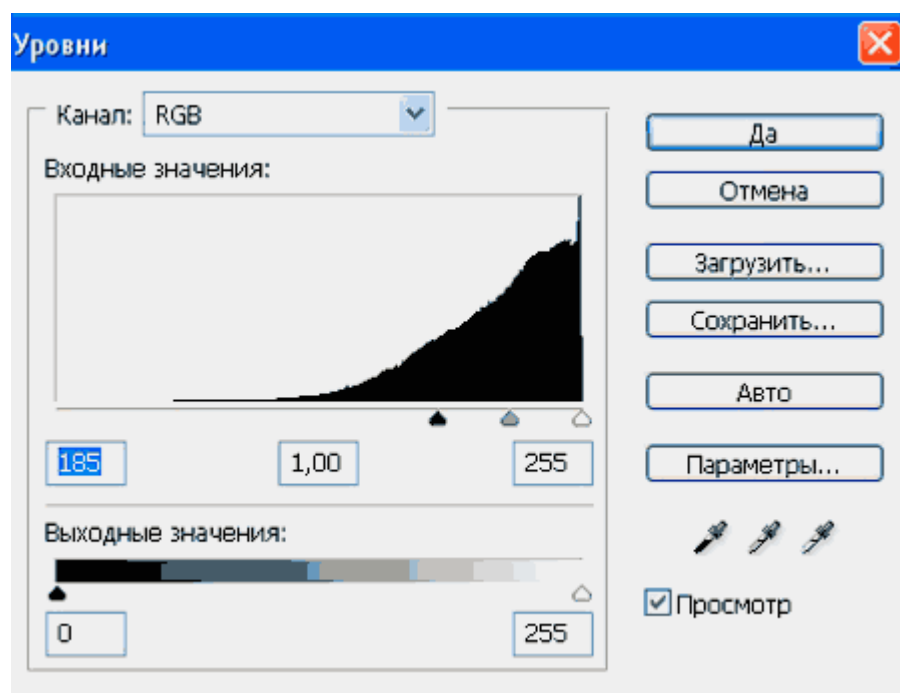 Уровни
Канал: RGB
Входные значения:
185 1,00 255
Выходные значения:
0 255
Да
Отмена
Загрузить...
Сохранить...
Авто
Параметры...
Просмотр